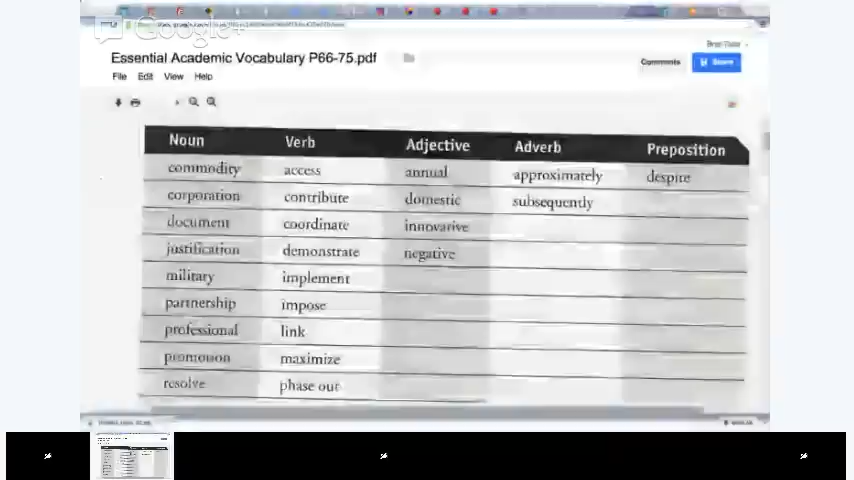 Google+
Essential Academic Vocabulary P66-75.pdf
Comments
Share
File Edit View Help
Noun Verb Adjective Adverb Preposition
commodity access annual approximately despite
corporation contribute domestic subsequently
document coordinate innovative
justification demonstrate negative
military implement
partnership impose
professional link
promotion maximize
resolve phase out